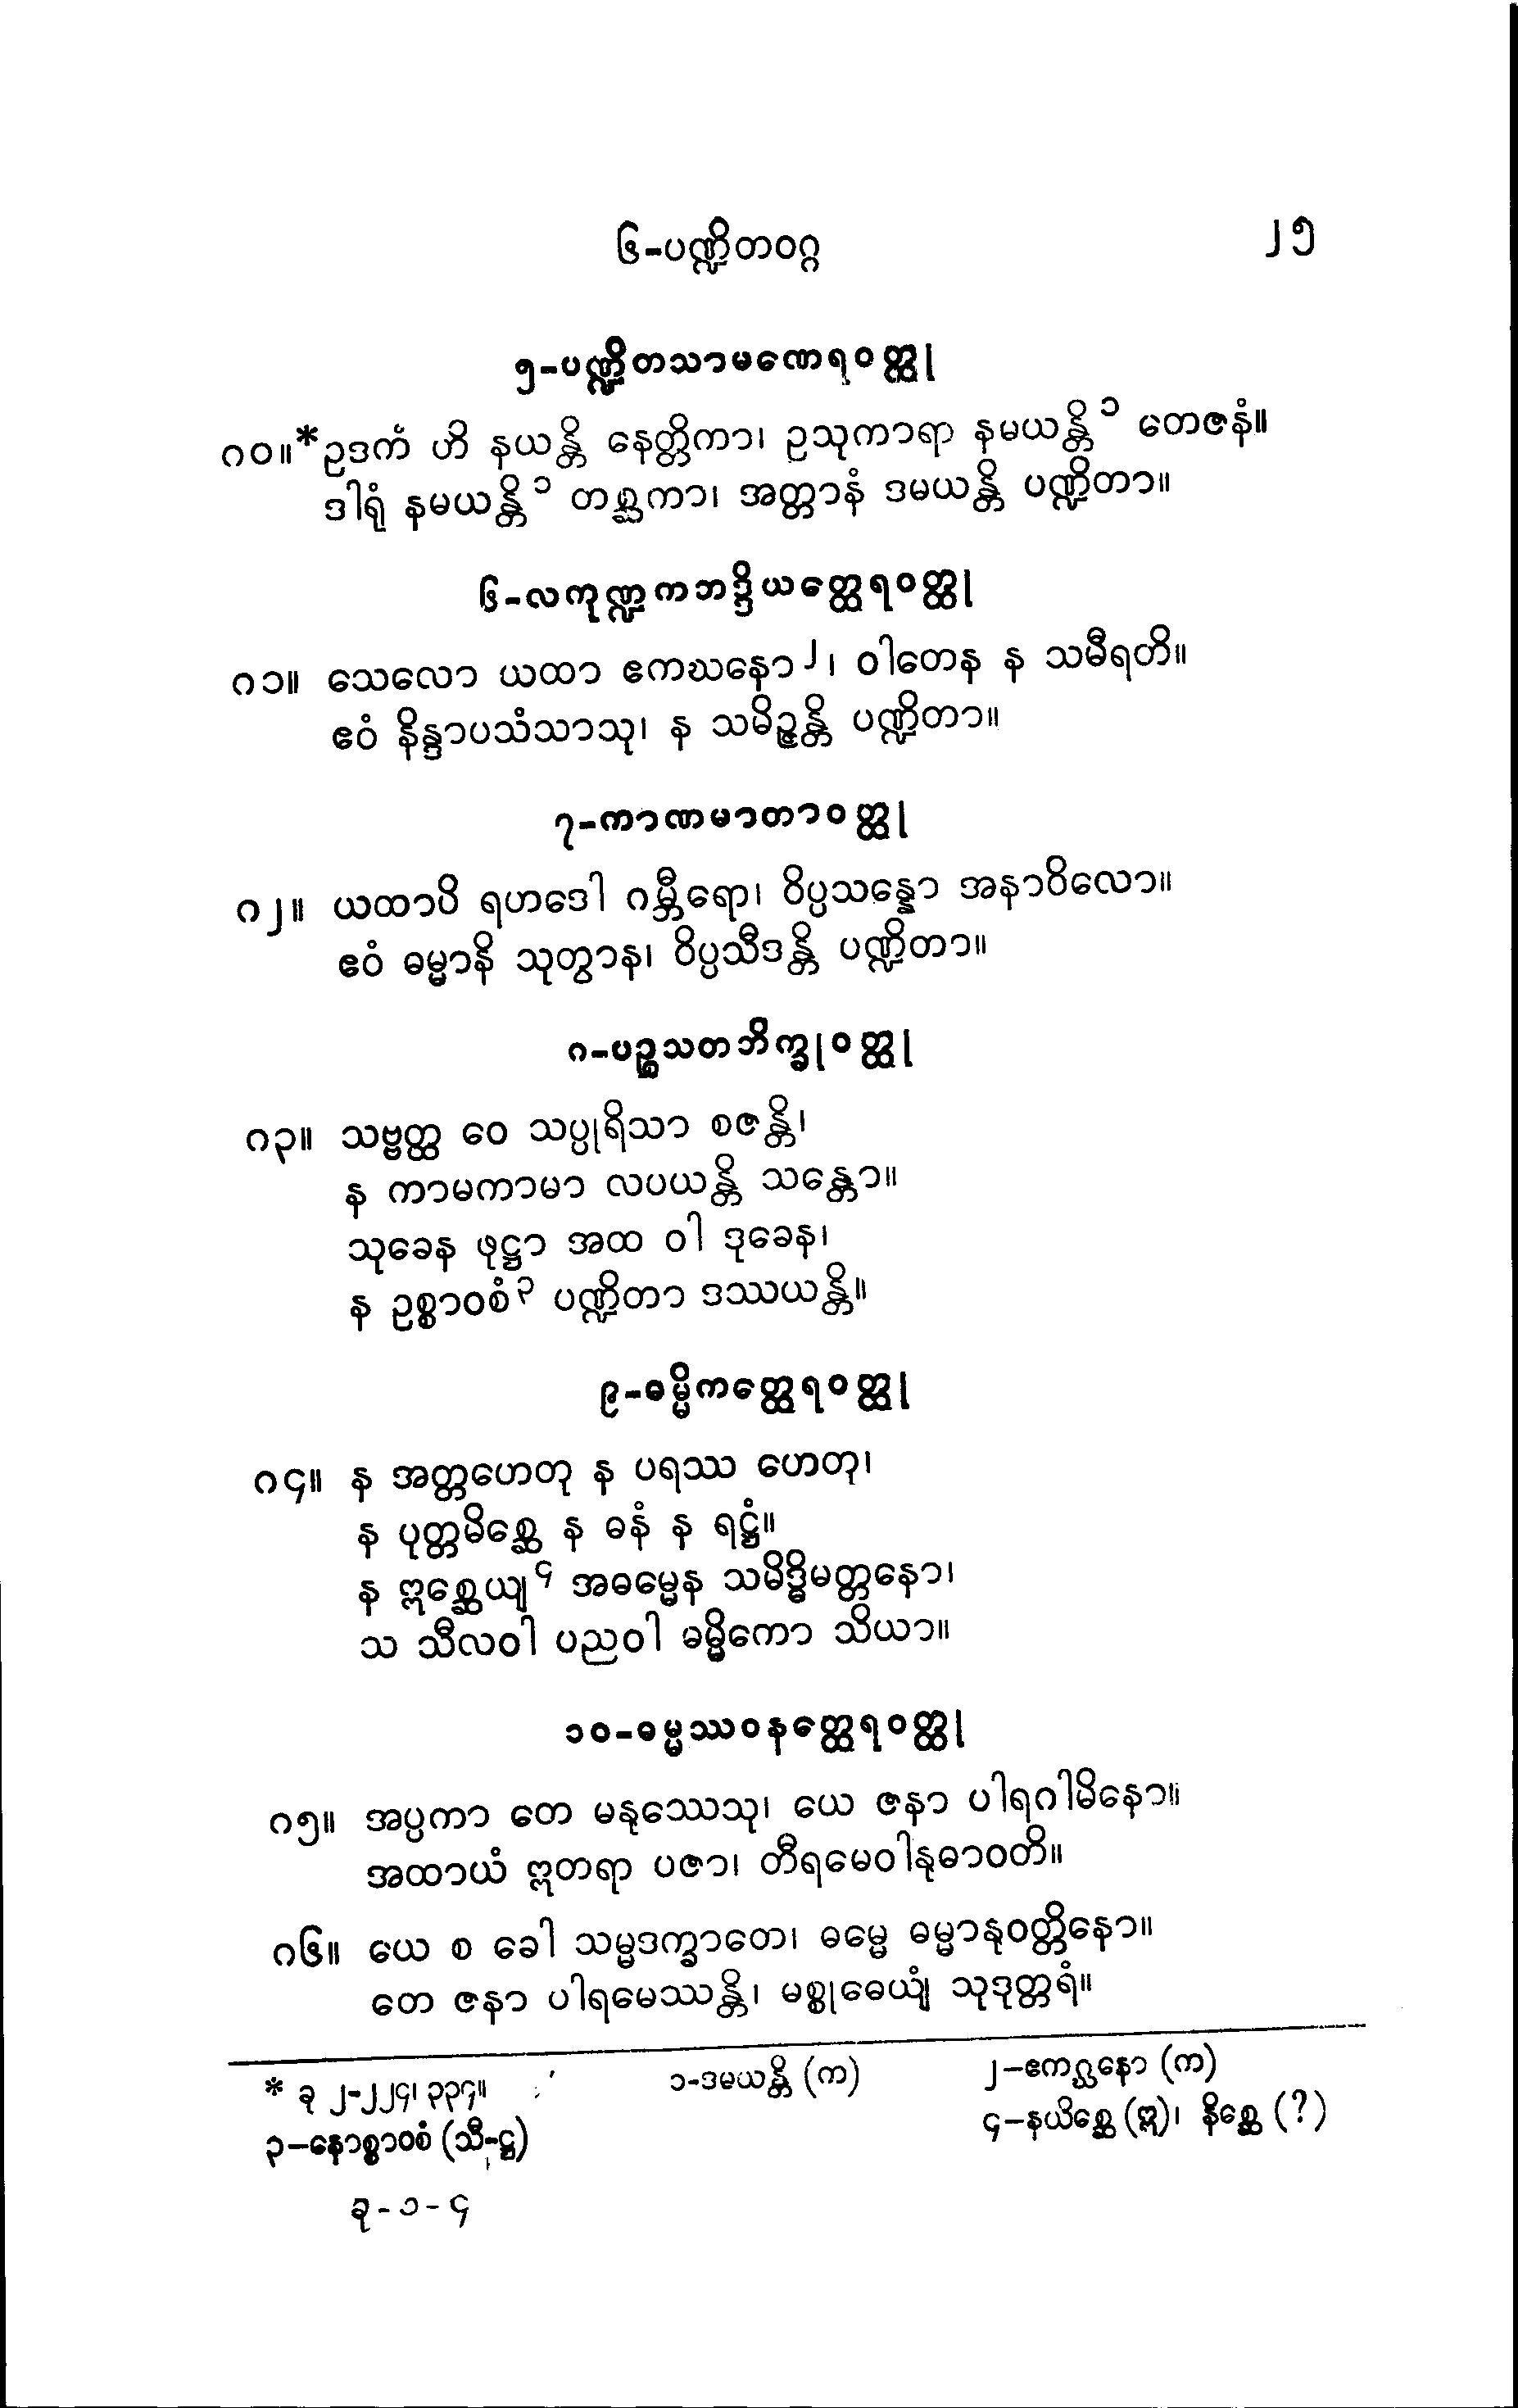 ၆-ပဏ္ဍိတဝဂ္ဂ ၂၅
၅-ပဏ္ဍိတသာမဏေရဝတ္ထု
၈၀။ *ဥဒကံ ဟိ နယန္တိ နေတ္တိကာ၊ ဥသုကာရာ နမယန္တိ ၁ တေဇနံ။
ဒါရုံ နမယန္တိ ၁ တစ္ဆကာ၊ အတ္တာနံ ဒမယန္တိ ပဏ္ဍိတာ။
၆-လကုဏ္ဍကဘဒ္ဒိယတ္ထေရဝတ္ထု
၈၁။ သေလော ယထာ ဧကဃနော ၂၊ ဝါတေန န သမီရတိ။
ဧဝံ နိန္ဒာပသံသာသု၊ န သမိဉ္ဇန္တိ ပဏ္ဍိတာ။
၇-ကာဏမာတာဝတ္ထု
၈၂။ ယထာပိ ရဟဒေါ ဂမ္ဘီရော၊ ဝိပ္ပသန္နော အနာဝိလော။
ဧဝံ ဓမ္မာနိ သုတွာန၊ ဝိပ္ပသီဒန္တိ ပဏ္ဍိတာ။
၈-ပဉ္စသတဘိက္ခုဝတ္ထု
၈၃။ သဗ္ဗတ္ထ ဝေ သပ္ပုရိသာ စဇန္တိ၊
န ကာမကာမာ လပယန္တိ သန္တော။
သုခေန ဖုဋ္ဌာ အထ ဝါ ဒုခေန၊
န ဥစ္စာဝစံ ၃ ပဏ္ဍိတာ ဒဿယန္တိ။
၉-ဓမ္မိကတ္ထေရဝတ္ထု
၈၄။ န အတ္တဟေတု န ပရဿ ဟေတု၊
န ပုတ္တမိစ္ဆေ န ဓနံ န ရဋ္ဌံ။
န ဣစ္ဆေယျ ၄ အဓမ္မေန သမိဒ္ဓိမတ္တနော၊
သ သီလဝါ ပညဝါ ဓမ္မိကော သိယာ။
၁၀-ဓမ္မဿဝနတ္ထေရဝတ္ထု
၈၅။ အပ္ပကာ တေ မနုဿေသု၊ ယေ ဇနာ ပါရဂါမိနော။
အထာယံ ဣတရာ ပဇာ၊ တီရမေဝါနုဓာဝတိ။
၈၆။ ယေ စ ခေါ သမ္မဒက္ခာတေ၊ ဓမ္မေ ဓမ္မာနုဝတ္တိနော။
တေ ဇနာ ပါရမေဿန္တိ၊ မစ္စုဓေယျံ သုဒုတ္တရံ။
* ခု ၂-၂၂၄၊ ၃၃၄။ ၁-ဒမယန္တိ (က) ၂-ဧကဂ္ဃနော (က)
၃-နောစ္စာဝစံ (သီ-ဋ္ဌ) ၄-နယိစ္ဆေ (ဣ)၊ နိစ္ဆေ (?)
ခု-၁-၄